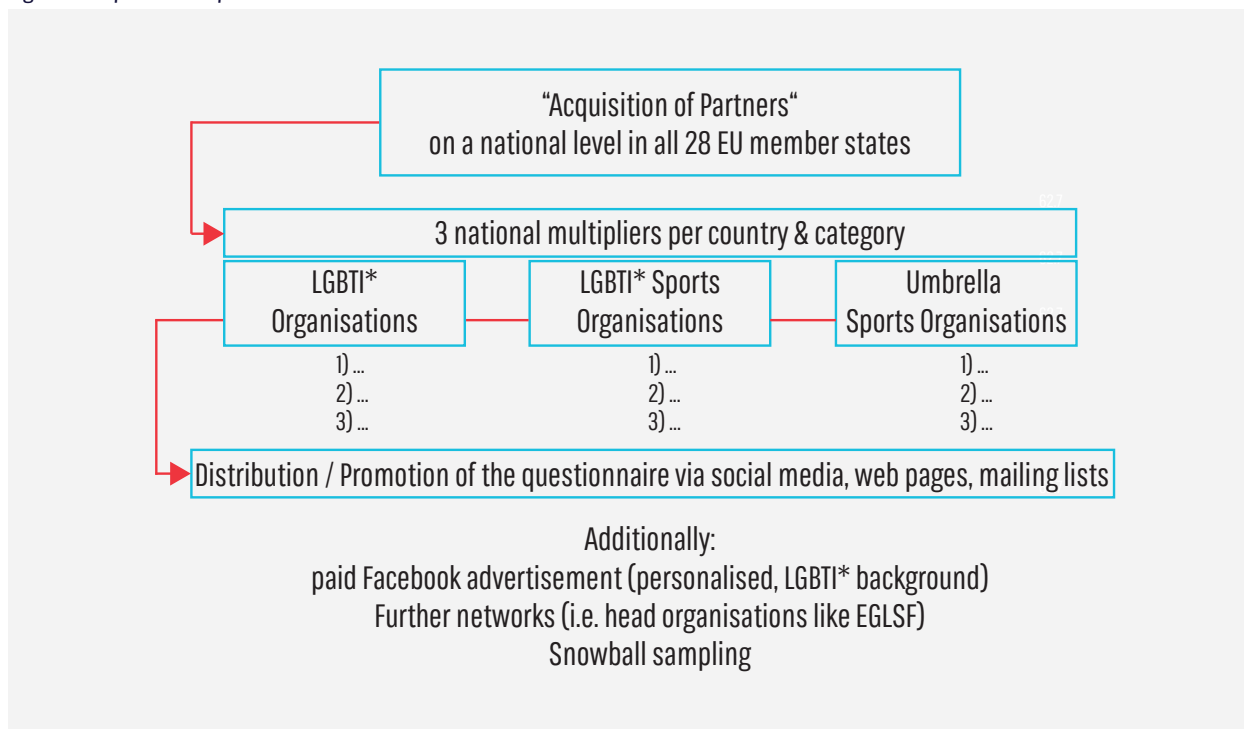 “Acquisition of Partners“
on a national level in all 28 EU member states
627
3 national multipliers per country & category
LGBTI*
Organisations
LGBTI* Sports
Organisations
Umbrella
Sports Organisations
1) ...
2) ...
3) ...
1) ...
2) ...
3) ...
1) ...
2) ...
3) ...
Distribution / Promotion of the questionnaire via social media, web pages, mailing lists
Additionally:
paid Facebook advertisement (personalised, LGBTI* background)
Further networks (i.e. head organisations like EGLSF)
Snowball sampling